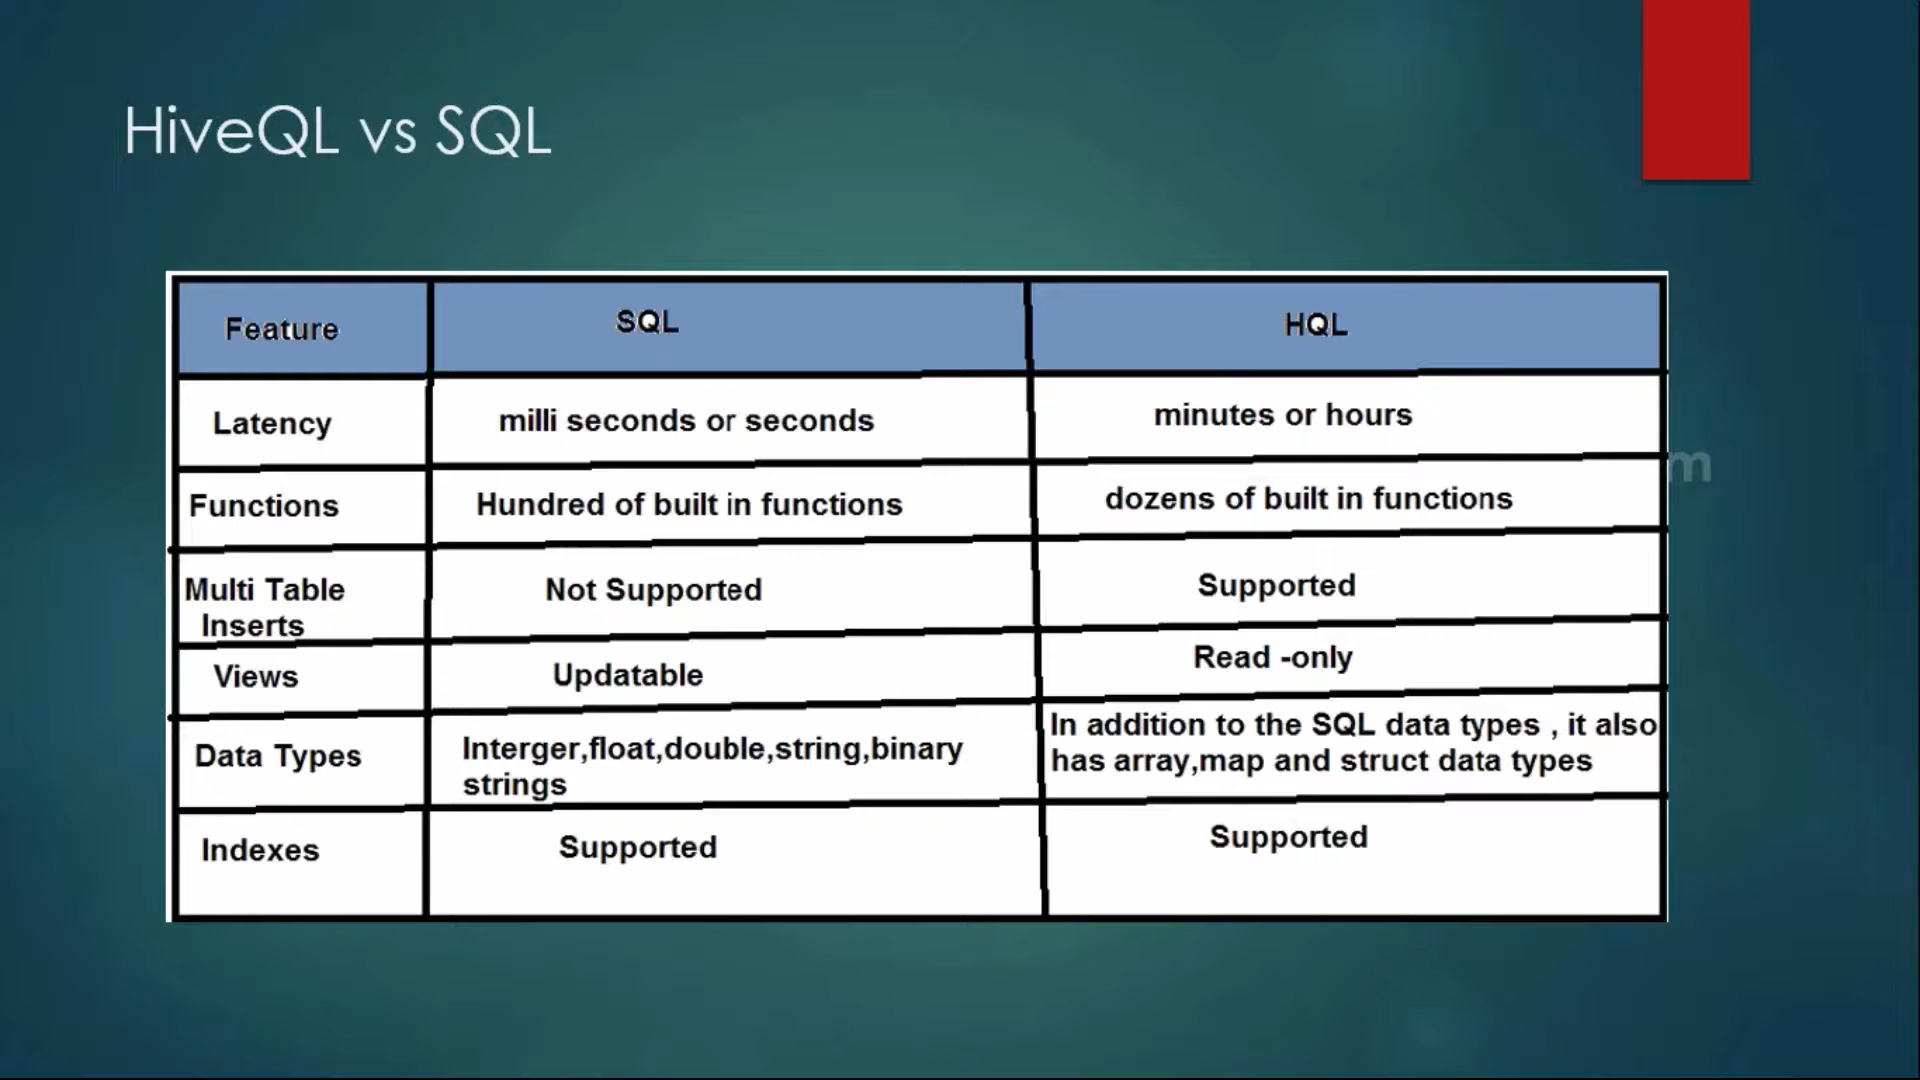 HiveQL vs SQL
Feature
SQL
HQL
Latency
milli seconds or seconds
minutes or hours
Functions
Hundred of built in functions
dozens of built in functions
Multi Table
Inserts
Not Supported
Supported
Views
Updatable
Read -only
Data Types
Interger,float,double,string,binary
strings
In addition to the SQL data types , it also
has array,map and struct data types
Indexes
Supported
Supported